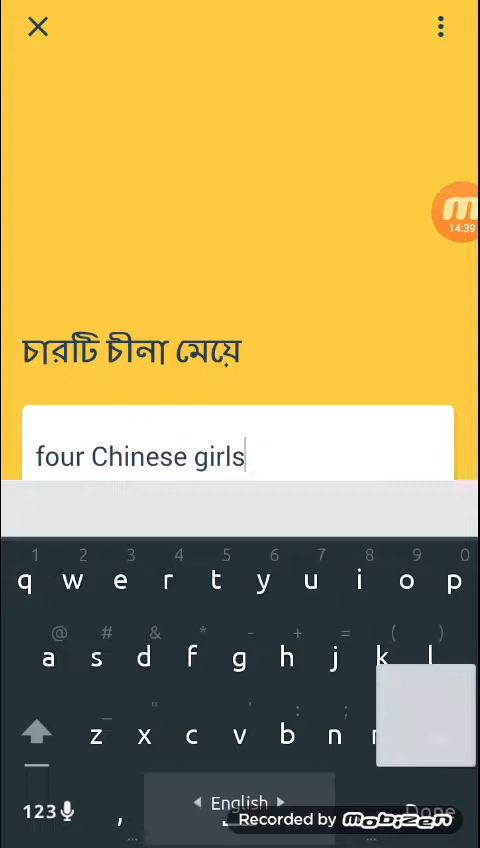 14:39
চারটি চীনা মেয়ে
four Chinese girls
1 2 3 4 5 6 7 8 9 0
q w e r t y u i o p
@ # & * - + = ( )
a s d f g h j k l
_ " ' : ;
z x c v b n
123 , English Done
Recorded by mobizen